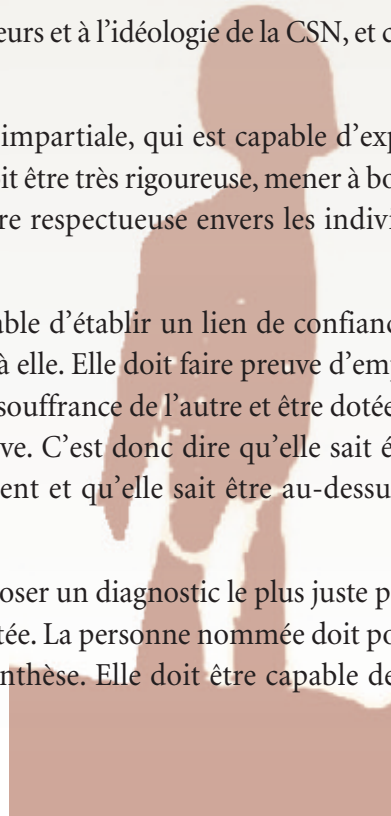 eurs et à l’idéologie de la CSN, et c
impartiale, qui est capable d’exp
it être très rigoureuse, mener à bo
re respectueuse envers les indivi
able d’établir un lien de confianc
à elle. Elle doit faire preuve d’emp
souffrance de l’autre et être dotée
ve. C’est donc dire qu’elle sait é
ent et qu’elle sait être au-dessu
oser un diagnostic le plus juste p
tée. La personne nommée doit po
nthèse. Elle doit être capable de